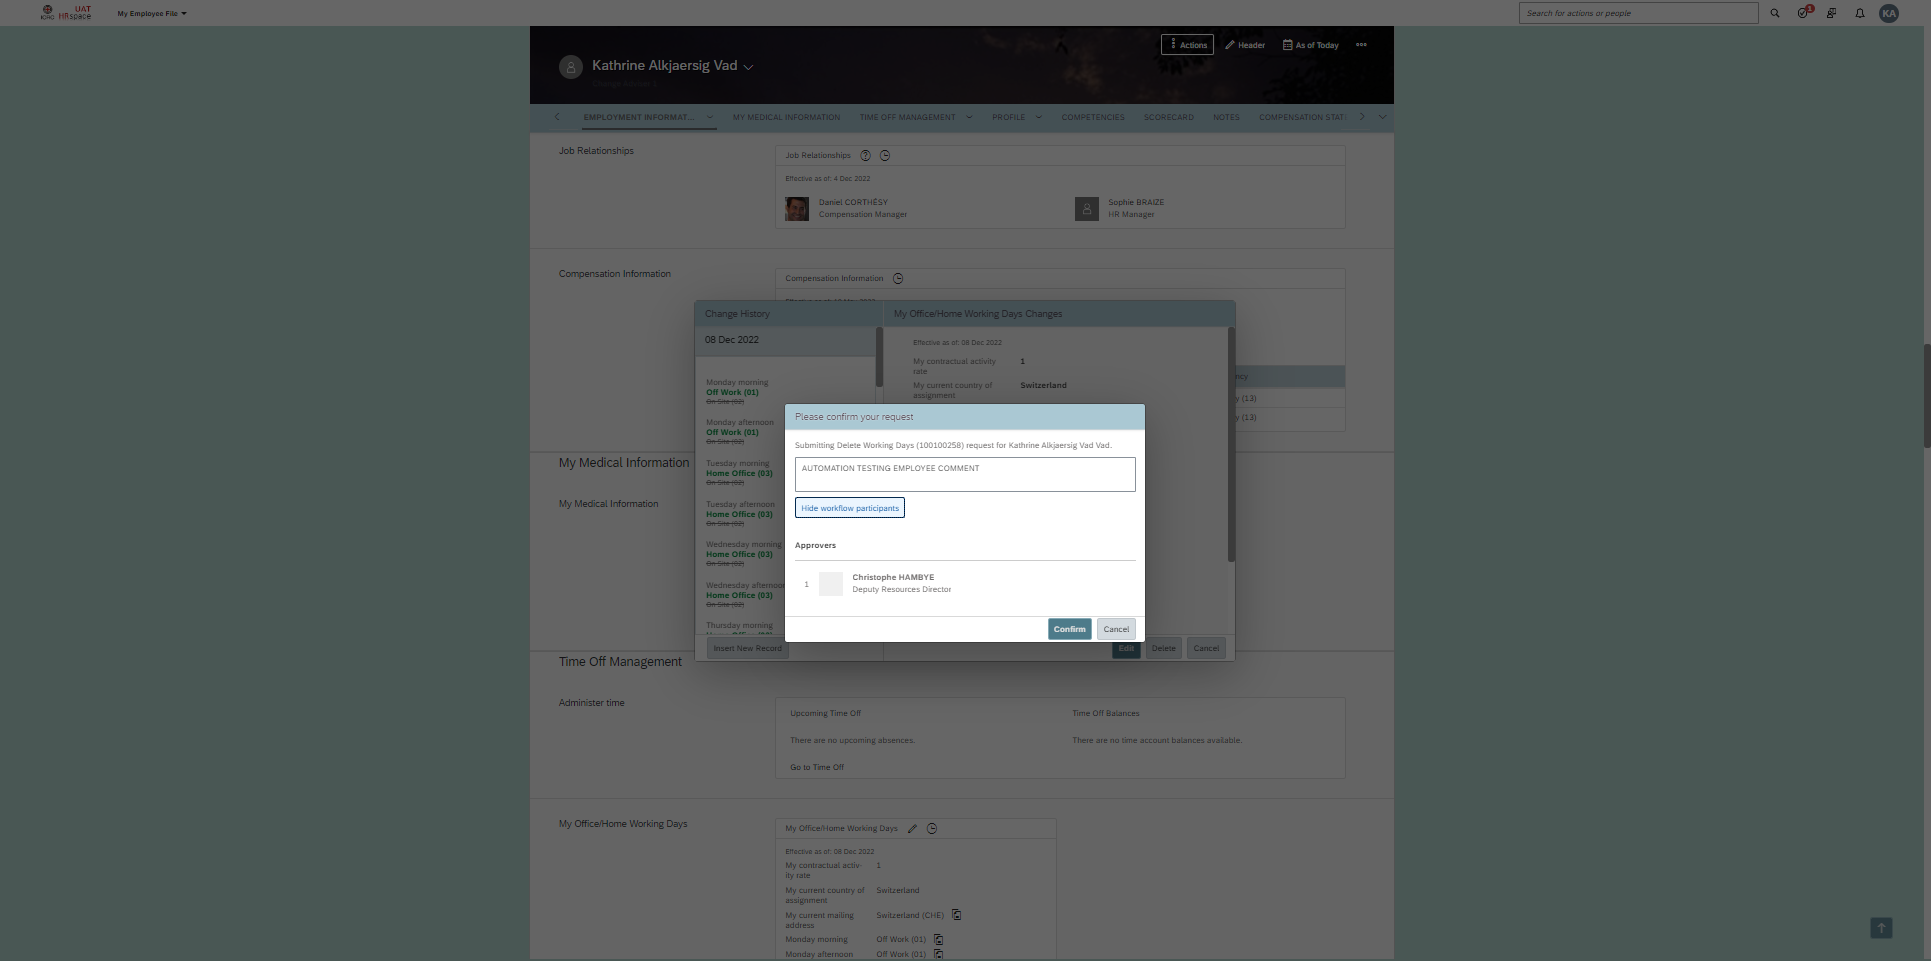 UAT
ICRC HRspace
My Employee File
Search for actions or people
1
KA
Actions
Header
As of Today
Kathrine Alkjaersig Vad
EMPLOYMENT INFORMAT...
MY MEDICAL INFORMATION
TIME OFF MANAGEMENT
PROFILE
COMPETENCIES
SCORECARD
NOTES
COMPENSATION STAT
Job Relationships
Job Relationships
Effective as of: 4 Dec 2022
Daniel CORTHÉSY
Compensation Manager
Sophie BRAIZE
HR Manager
Compensation Information
Compensation Information
Change History
My Office/Home Working Days Changes
08 Dec 2022
Effective as of: 08 Dec 2022
My contractual activity
rate
1
My current country of
assignment
Switzerland
ncy
y (13)
y (13)
Monday morning
Off Work (01)
On Site (02)
Monday afternoon
Off Work (01)
On Site (02)
Tuesday morning
Home Office (03)
On Site (02)
Tuesday afternoon
Home Office (03)
On Site (02)
Wednesday morning
Home Office (03)
On Site (02)
Wednesday afternoon
Home Office (03)
On Site (02)
Thursday morning
Please confirm your request
Submitting Delete Working Days (100100258) request for Kathrine Alkjaersig Vad Vad.
AUTOMATION TESTING EMPLOYEE COMMENT
Hide workflow participants
Approvers
1
Christophe HAMBYE
Deputy Resources Director
Confirm
Cancel
Insert New Record
Edit
Delete
Cancel
My Medical Information
My Medical Information
Time Off Management
Administer time
Upcoming Time Off
Time Off Balances
There are no upcoming absences.
There are no time account balances available.
Go to Time Off
My Office/Home Working Days
My Office/Home Working Days
Effective as of: 08 Dec 2022
My contractual activ-
ity rate
1
My current country of
assignment
Switzerland
My current mailing
address
Switzerland (CHE)
Monday morning
Off Work (01)
Monday afternoon
Off Work (01)